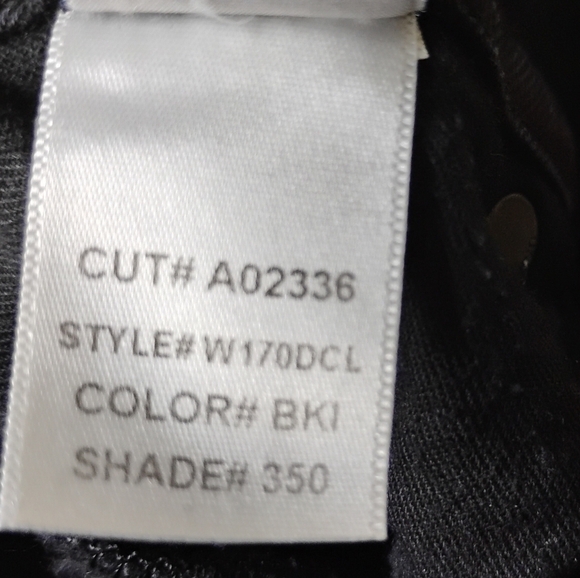 CUT# A02336
STYLE# W170DCL
COLOR# BKI
SHADE# 350